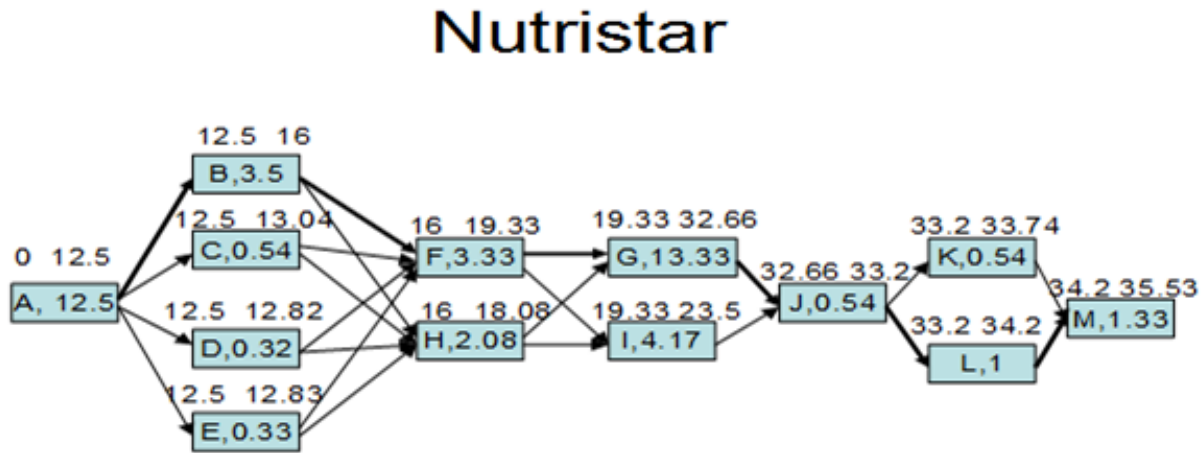 Nutristar
12.5 16
B,3.5
12.5 13.04
C,0.54
16 19.33
F,3.33
19.33 32.66
G,13.33
33.2 33.74
K,0.54
0 12.5
A, 12.5
32.66 33.2
J,0.54
34.2 35.53
M,1.33
12.5 12.82
D,0.32
16 18.08
H,2.08
19.33 23.5
I,4.17
33.2 34.2
L,1
12.5 12.83
E,0.33